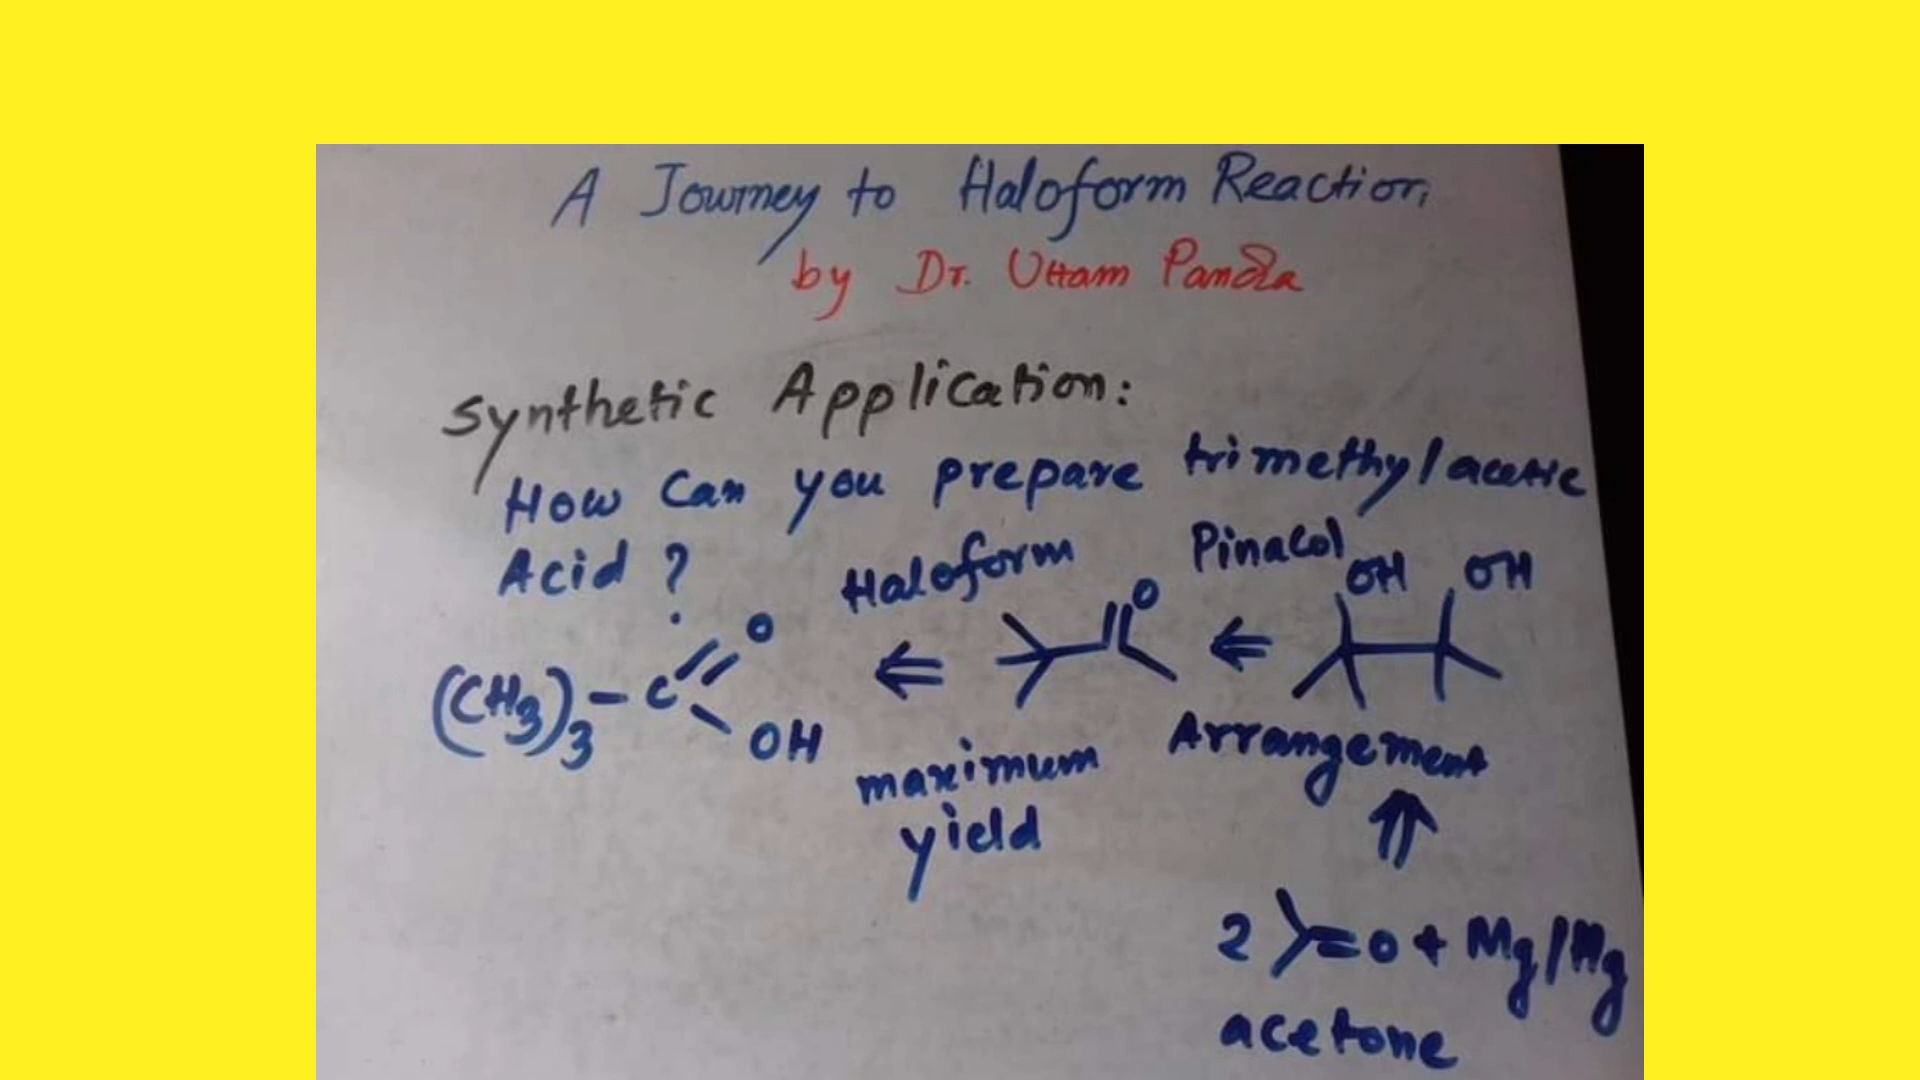 A Journey to Haloform Reaction
by Dr. Uttam Panda
Synthetic Application:
How can you prepare trimethylacetic
Acid ?
Haloform
Pinacol
OH OH
O
O
(CH3)3-C
OH
maximum
yield
Arrangement
2 =O + Mg/Hg
acetone